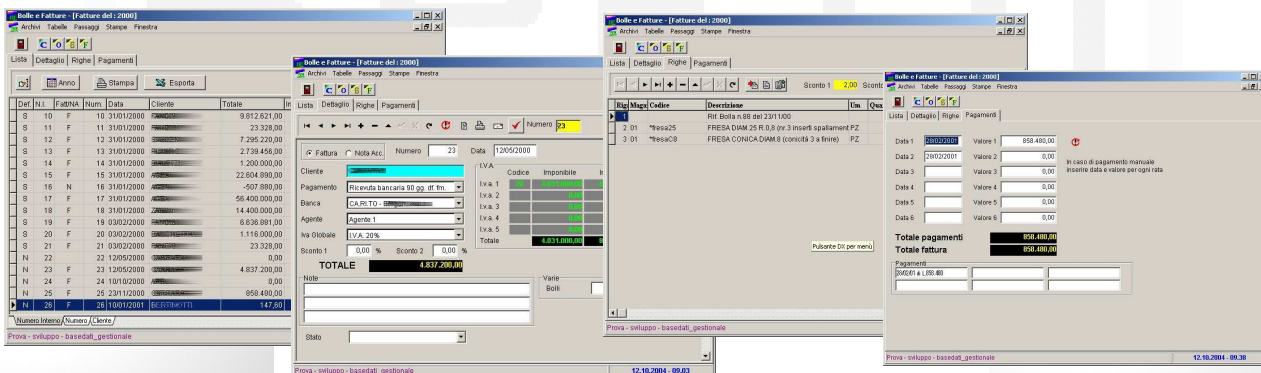 Bolle e Fatture - [Fatture del : 2000]
Archivi Tabelle Passaggi Stampe Finestra
C O B F
Lista Dettaglio Righe Pagamenti
Anno Stampa Esporta
Def. N.I. Fatt/NA Num. Data Cliente Totale
S 10 F 10 31/01/2000 9.812.621,00
S 11 F 11 31/01/2000 23.328,00
S 12 F 12 31/01/2000 7.295.220,00
S 13 F 13 31/01/2000 2.739.456,00
S 14 F 14 31/01/2000 1.200.000,00
S 15 F 15 31/01/2000 22.604.890,00
S 16 N 16 31/01/2000 -507.880,00
S 17 F 17 31/01/2000 56.400.000,00
S 18 F 18 31/01/2000 14.400.000,00
S 19 F 19 03/02/2000 6.636.891,00
S 20 F 20 03/02/2000 1.116.000,00
S 21 F 21 03/02/2000 23.328,00
N 22 22 12/05/2000 0,00
N 23 F 23 12/05/2000 4.837.200,00
N 24 F 24 10/10/2000 0,00
N 25 F 25 23/11/2000 858.480,00
N 26 F 26 10/01/2001 BERTINOTTI 147,60
Numero Interno Numero Cliente
Prova - sviluppo - basedati_gestionale
Bolle e Fatture - [Fatture del : 2000]
Archivi Tabelle Passaggi Stampe Finestra
C O B F
Lista Dettaglio Righe Pagamenti
Numero 23
Fattura Nota Acc. Numero 23 Data 12/05/2000
Cliente
Pagamento Ricevuta bancaria 90 gg. df. fm.
Banca CA.RI.TO -
Agente Agente 1
Iva Globale I.V.A. 20%
Sconto 1 0,00 % Sconto 2 0,00 %
TOTALE 4.837.200,00
I.V.A.
Codice Imponibile
I.v.a. 1
I.v.a. 2 0,00
I.v.a. 3 0,00
I.v.a. 4 0,00
I.v.a. 5 0,00
Totale 4.031.000,00
Note
Varie
Bolli
Stato
Prova - sviluppo - basedati_gestionale 12.10.2004 - 09.03
Bolle e Fatture - [Fatture del : 2000]
Archivi Tabelle Passaggi Stampe Finestra
C O B F
Lista Dettaglio Righe Pagamenti
Sconto 1 2,00 Sconto
Codice Descrizione Um
1 Rif. Bolla n.88 del 23/11/00
2 01 *fresa25 FRESA DIAM.25 R.0,8 (nr.3 inserti spallament PZ
3 01 *fresaC8 FRESA CONICA DIAM.8 (conicità 3 a finire) PZ
Pulsante DX per menù
Prova - sviluppo - basedati_gestionale
Bolle e Fatture - [Fatture del : 2000]
Archivi Tabelle Passaggi Stampe Finestra
C O B F
Lista Dettaglio Righe Pagamenti
Data 1 28/02/2001 Valore 1 858.480,00
Data 2 28/02/2001 Valore 2 0,00
Data 3 Valore 3 0,00
Data 4 Valore 4 0,00
Data 5 Valore 5 0,00
Data 6 Valore 6 0,00
In caso di pagamento manuale
inserire data e valore per ogni rata
Totale pagamenti 858.480,00
Totale fattura 858.480,00
Pagamenti
28/02/01 di L.858.480
Prova - sviluppo - basedati_gestionale 12.10.2004 - 09.38